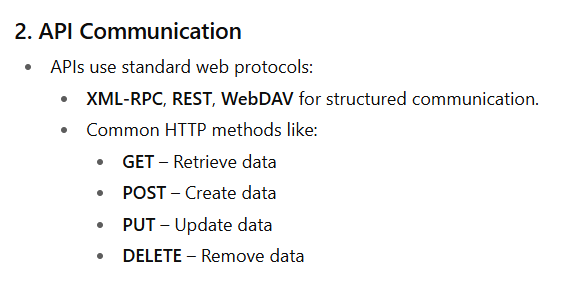 2. API Communication
• APIs use standard web protocols:
• XML-RPC, REST, WebDAV for structured communication.
• Common HTTP methods like:
• GET – Retrieve data
• POST – Create data
• PUT – Update data
• DELETE – Remove data